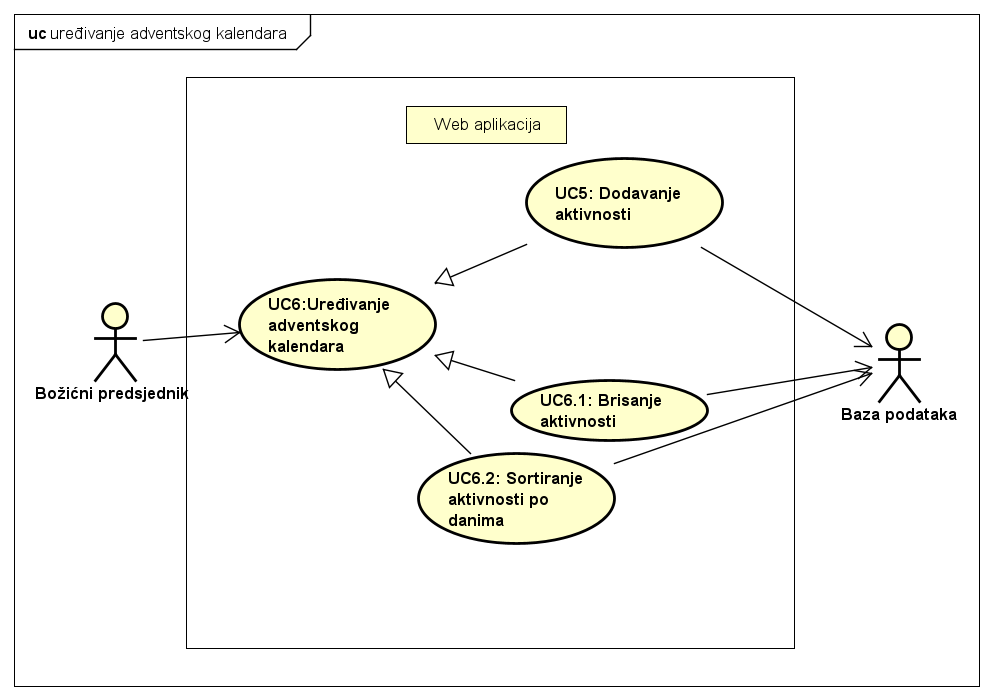 uc uređivanje adventskog kalendara
Web aplikacija
UC5: Dodavanje
aktivnosti
UC6:Uređivanje
adventskog
kalendara
Božićni predsjednik
UC6.1: Brisanje
aktivnosti
Baza podataka
UC6.2: Sortiranje
aktivnosti po
danima